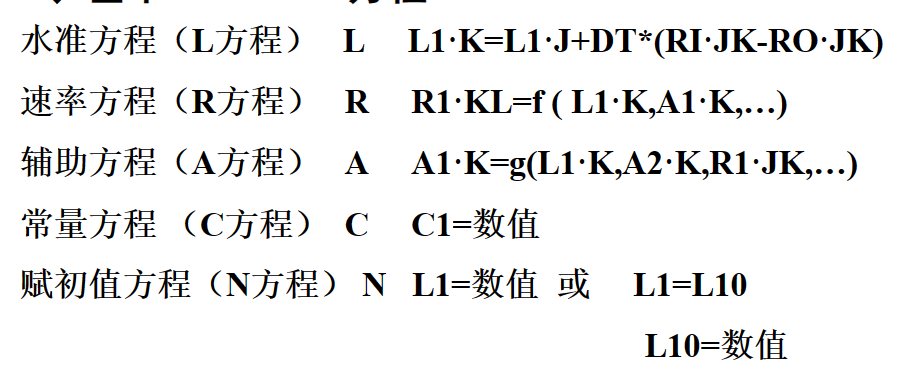 水准方程（L方程） L L1·K=L1·J+DT*(RI·JK-RO·JK)
速率方程（R方程） R R1·KL=f ( L1·K,A1·K,…)
辅助方程（A方程） A A1·K=g(L1·K,A2·K,R1·JK,…)
常量方程 （C方程） C C1=数值
赋初值方程（N方程） N L1=数值 或 L1=L10
L10=数值